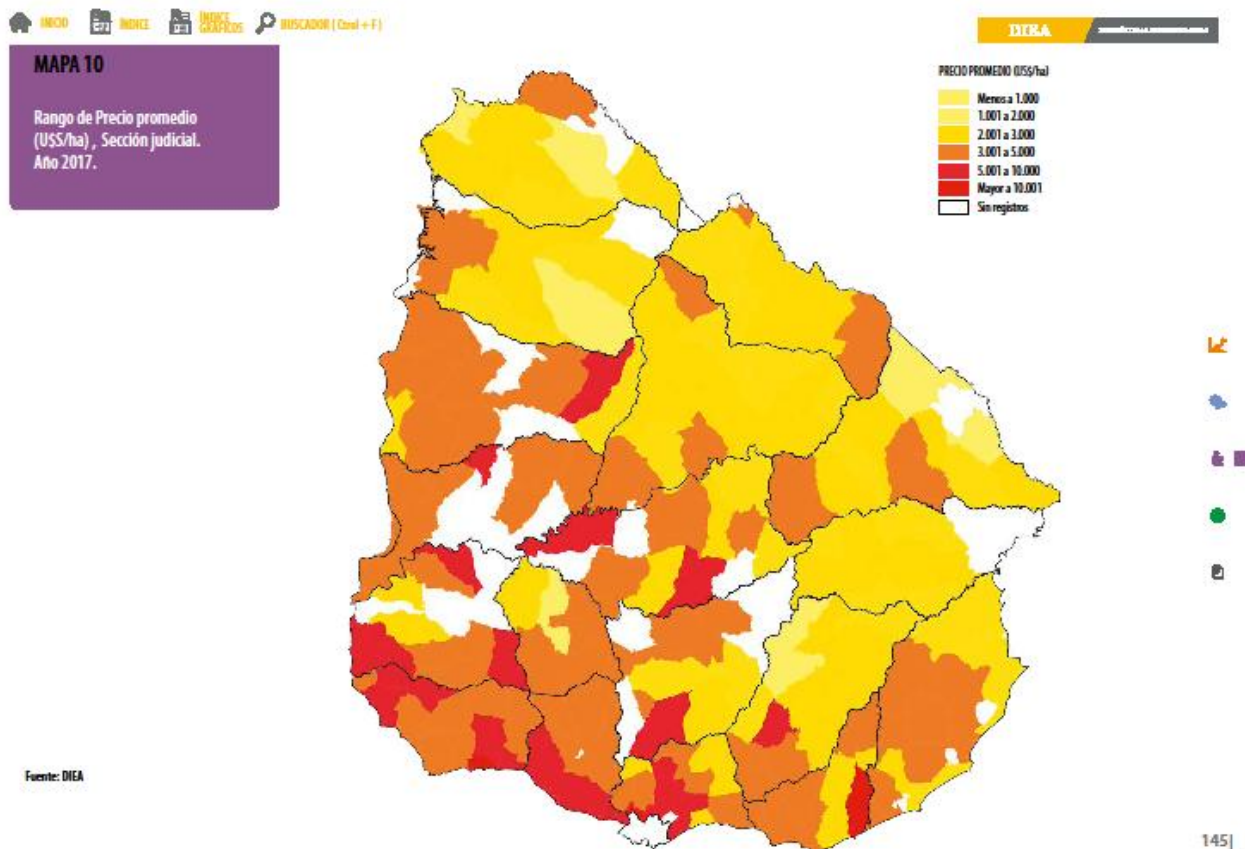 INICIO
ÍNDICE
ÍNDICE
GRÁFICOS
BUSCADOR ( Ctrol + F )
DIEA
MAPA 10
Rango de Precio promedio
(U$S/ha) , Sección judicial.
Año 2017.
PRECIO PROMEDIO (US$/ha)
Menos a 1.000
1.001 a 2.000
2.001 a 3.000
3.001 a 5.000
5.001 a 10.000
Mayor a 10.001
Sin registros
Fuente: DIEA
145|